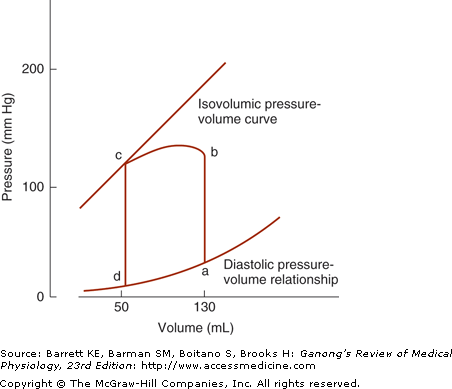 200
Isovolumic pressure-
volume curve
c
b
Pressure (mm Hg)
100
d
a
Diastolic pressure-
volume relationship
0
50
130
Volume (mL)
Source: Barrett KE, Barman SM, Boitano S, Brooks H: Ganong's Review of Medical
Physiology, 23rd Edition: http://www.accessmedicine.com
Copyright © The McGraw-Hill Companies, Inc. All rights reserved.